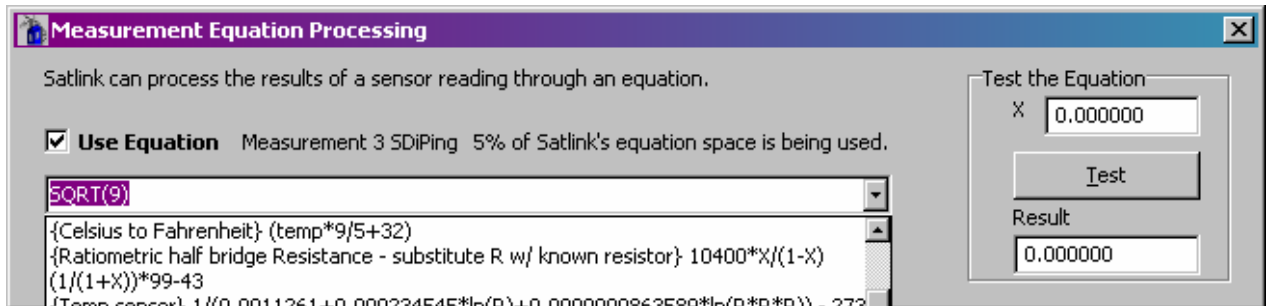 Measurement Equation Processing
Satlink can process the results of a sensor reading through an equation.
Use Equation Measurement 3 SDiPing 5% of Satlink's equation space is being used.
SQRT(9)
{Celsius to Fahrenheit} (temp*9/5+32)
{Ratiometric half bridge Resistance - substitute R w/ known resistor} 10400*X/(1-X)
(1/(1+X))*99-43
{Temp sensor}
Test the Equation
X 0.000000
Test
Result
0.000000